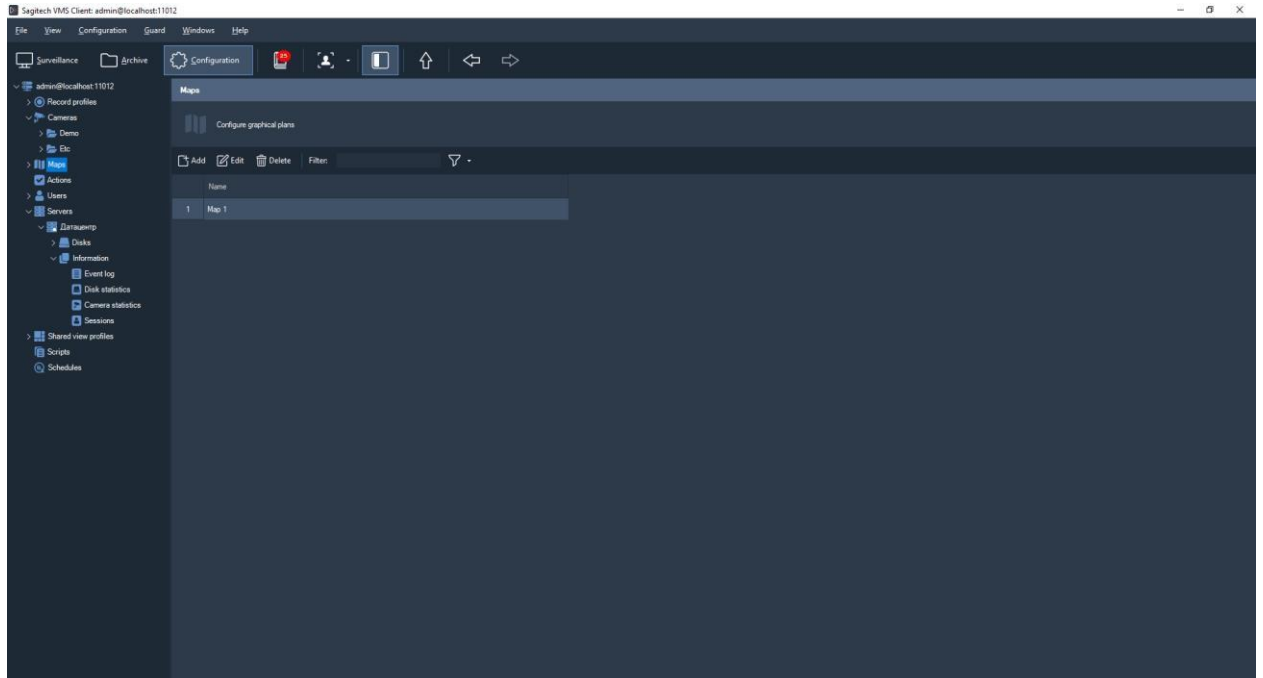 Sagitech VMS Client: admin@localhost:11012
File View Configuration Guard Windows Help
Surveillance Archive Configuration 25
admin@localhost:11012
Record profiles
Cameras
Demo
Etc
Maps
Actions
Users
Servers
Датацентр
Disks
Information
Event log
Disk statistics
Camera statistics
Sessions
Shared view profiles
Scripts
Schedules
Maps
Configure graphical plans
Add Edit Delete Filter:
Name
1 Map 1